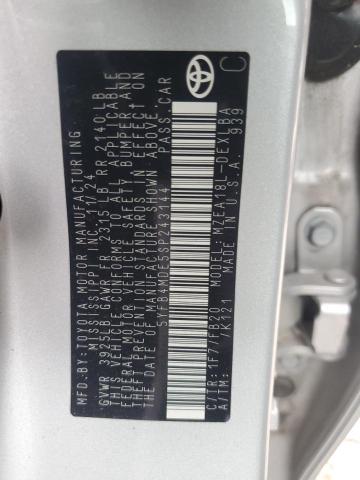 MFD.BY: TOYOTA MOTOR MANUFACTURING
MISSISSIPPI INC. 11/24
GVWR 3925LB GAWR FR 2315 LB RR 2140 LB
THIS VEHICLE CONFORMS TO ALL APPLICABLE
FEDERAL MOTOR VEHICLE SAFETY BUMPER AND
THEFT PREVENTION STANDARDS IN EFFECT ON
THE DATE OF MANUFACTURE SHOWN ABOVE.
5YFB4MDE5SP243444 PASS.CAR
C/TR: 1F7/FB20 MODEL: MZEA18L-DEXLBA
A/TM: /K121 MADE IN U.S.A. 939
TOYOTA
C